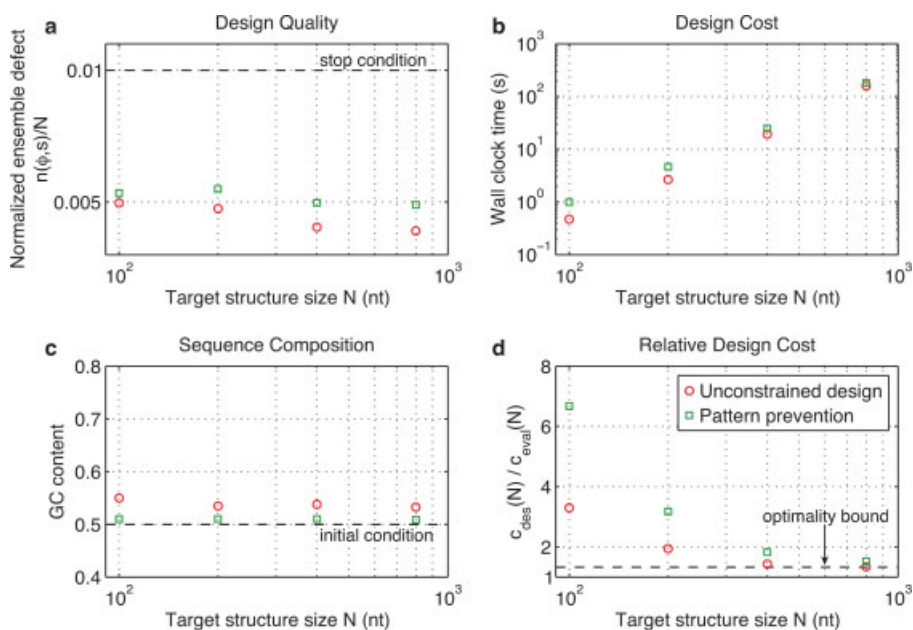 a
Design Quality
Normalized ensemble defect
n(ϕ,s)/N
0.01
0.005
stop condition
10²
10³
Target structure size N (nt)
b
Design Cost
Wall clock time (s)
10³
10²
10¹
10⁰
10⁻¹
10²
10³
Target structure size N (nt)
c
Sequence Composition
GC content
0.8
0.7
0.6
0.5
0.4
initial condition
10²
10³
Target structure size N (nt)
d
Relative Design Cost
c_des(N) / c_eval(N)
8
6
4
2
1
Unconstrained design
Pattern prevention
optimality bound
10²
10³
Target structure size N (nt)